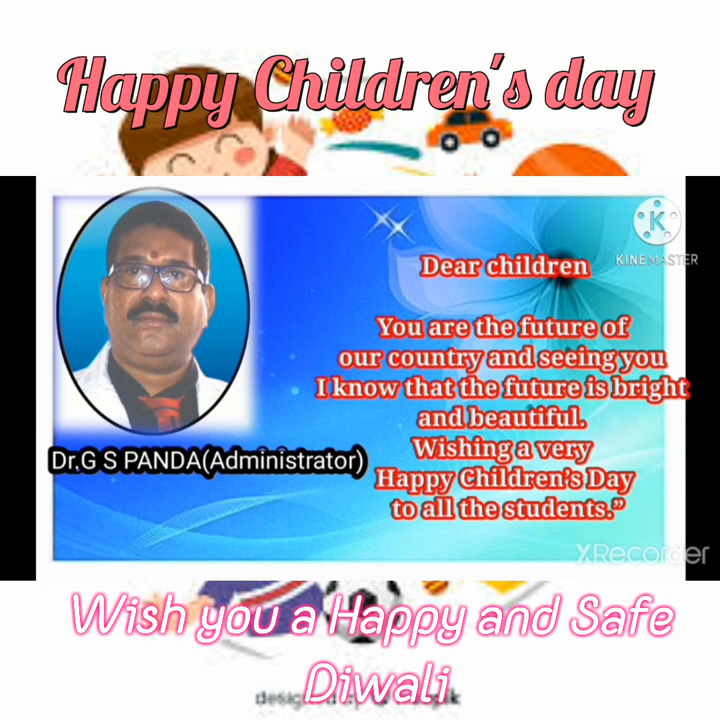 Happy Children's day
KINEMASTER
Dear children
You are the future of
our country and seeing you
I know that the future is bright
and beautiful.
Wishing a very
Happy Children's Day
to all the students."
Dr.G S PANDA(Administrator)
XRecorder
Wish you a Happy and Safe
Diwali